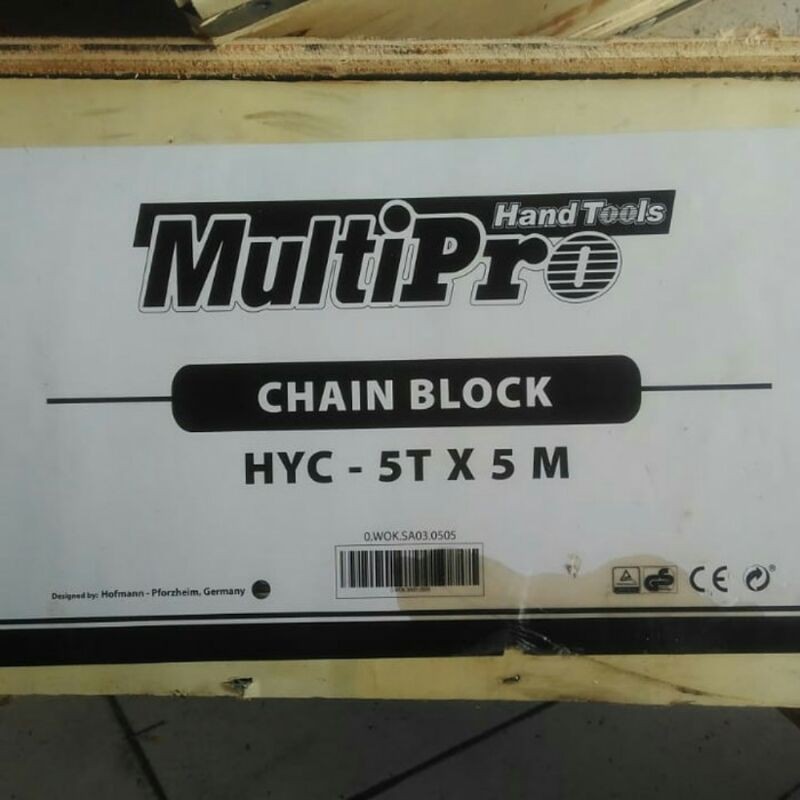 Hand Tools
MultiPro
CHAIN BLOCK
HYC - 5T X 5 M
0.WOK.SA03.0505
Designed by: Hofmann - Pforzheim, Germany
CE